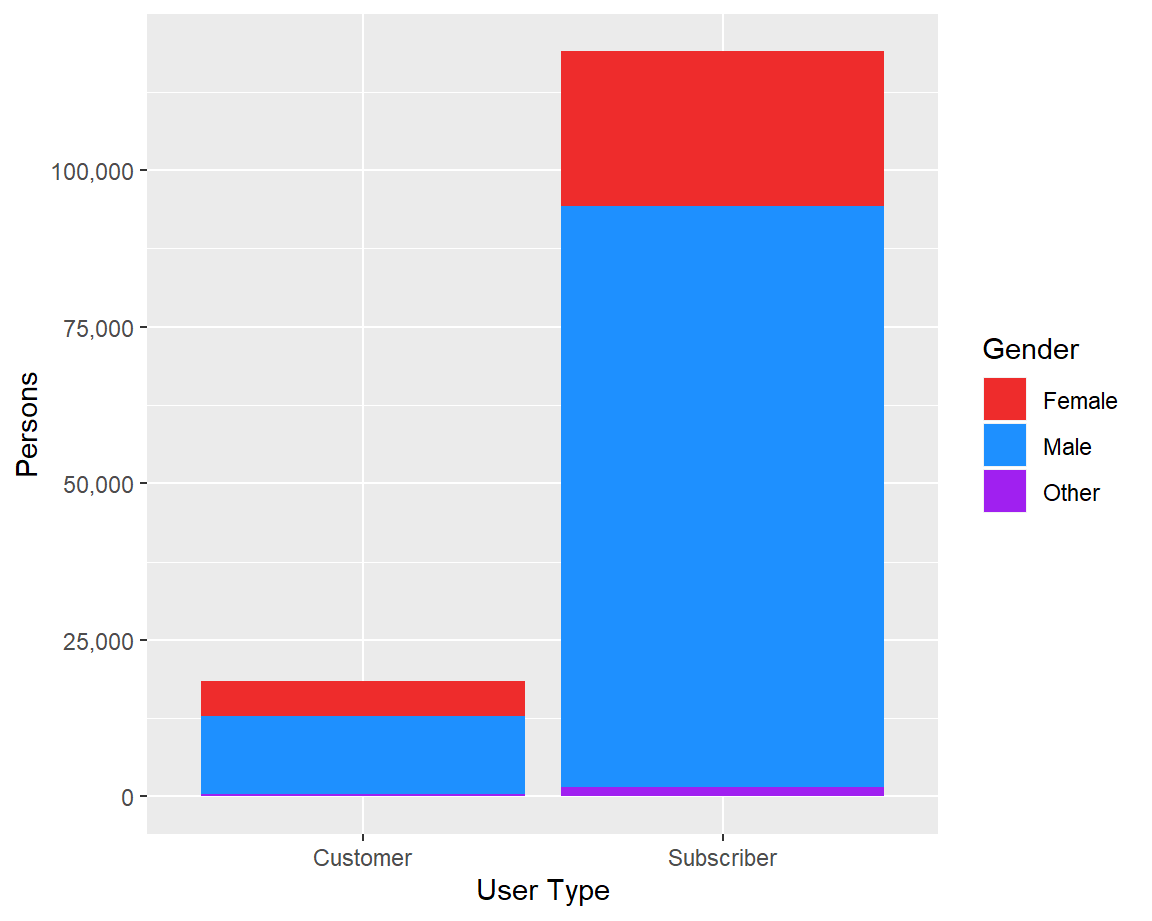 100,000
75,000
50,000
25,000
0
Persons
Customer
Subscriber
User Type
Gender
Female
Male
Other